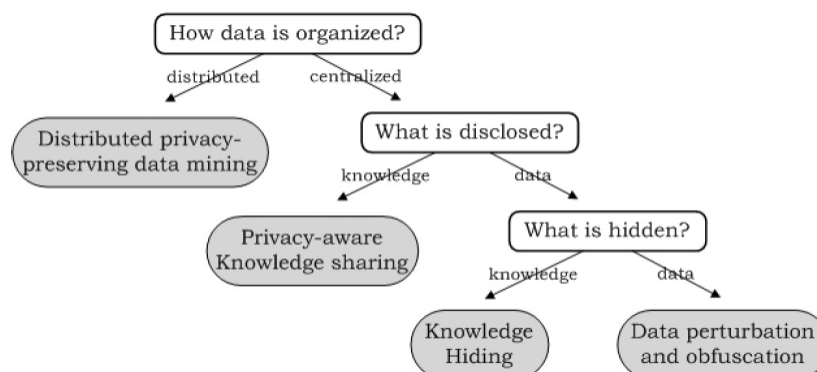 How data is organized?
distributed
centralized
Distributed privacy-
preserving data mining
What is disclosed?
knowledge
data
Privacy-aware
Knowledge sharing
What is hidden?
knowledge
data
Knowledge
Hiding
Data perturbation
and obfuscation